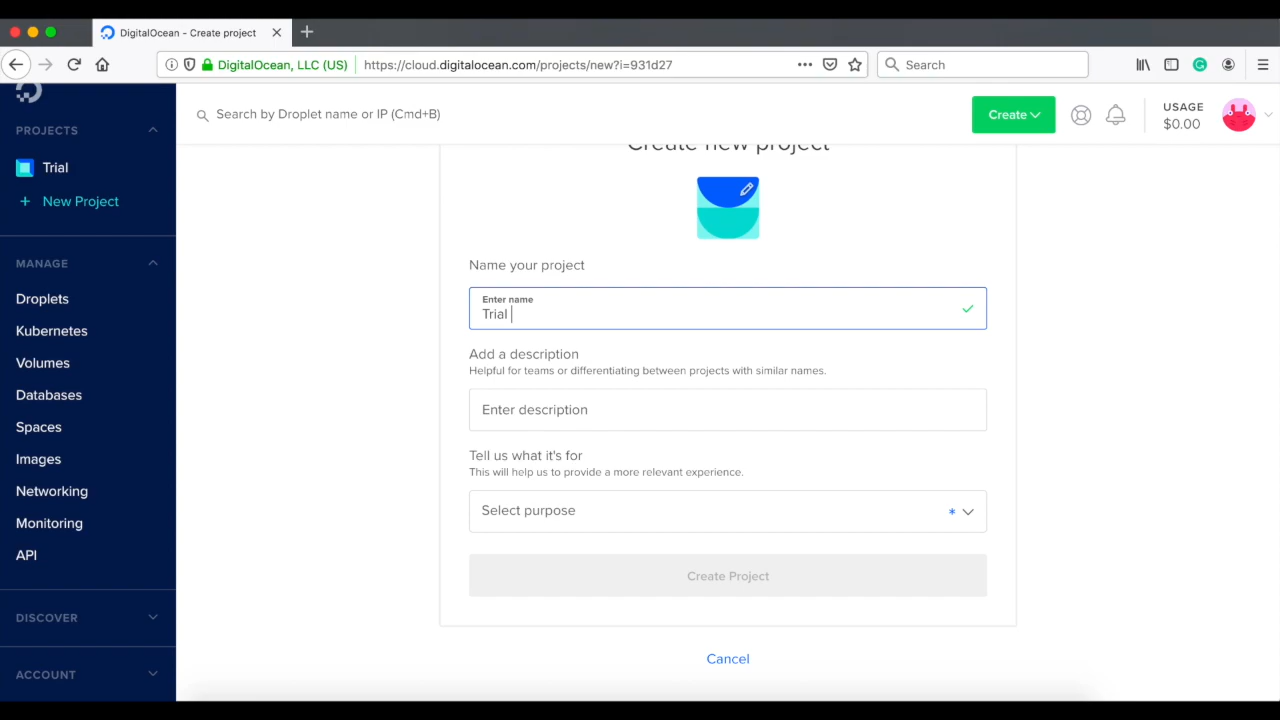 DigitalOcean - Create project
DigitalOcean, LLC (US)
https://cloud.digitalocean.com/projects/new?i=931d27
Search
PROJECTS
Trial
New Project
MANAGE
Droplets
Kubernetes
Volumes
Databases
Spaces
Images
Networking
Monitoring
API
DISCOVER
ACCOUNT
Search by Droplet name or IP (Cmd+B)
Create
USAGE
$0.00
Create new project
Name your project
Enter name
Trial
Add a description
Helpful for teams or differentiating between projects with similar names.
Enter description
Tell us what it's for
This will help us to provide a more relevant experience.
Select purpose
*
Create Project
Cancel